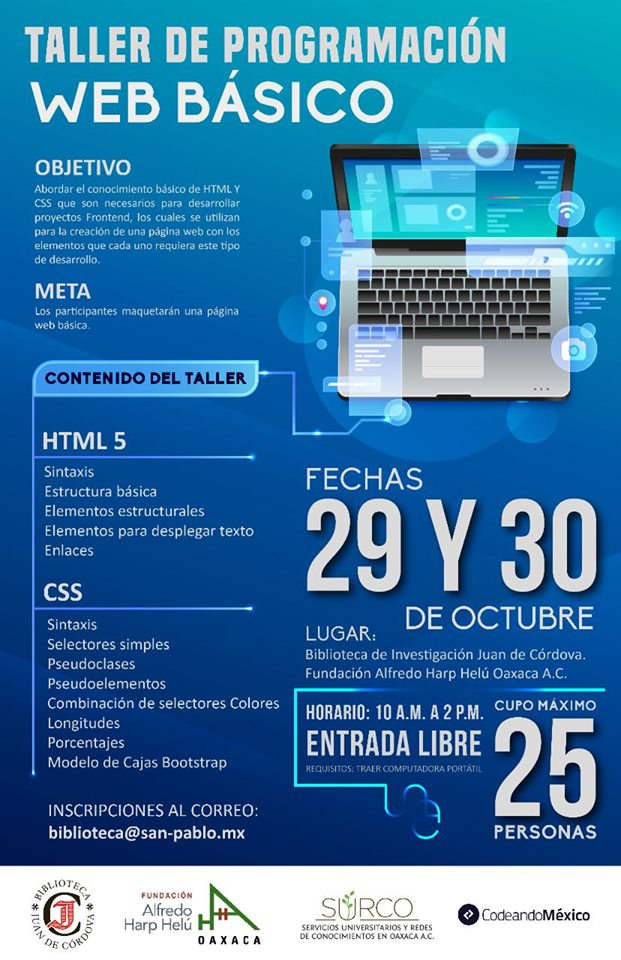 TALLER DE PROGRAMACIÓN
WEB BÁSICO
OBJETIVO
Abordar el conocimiento básico de HTML Y
CSS que son necesarios para desarrollar
proyectos Frontend, los cuales se utilizan
para la creación de una página web con los
elementos que cada uno requiera este tipo
de desarrollo.
META
Los participantes maquetarán una página
web básica.
CONTENIDO DEL TALLER
HTML 5
Sintaxis
Estructura básica
Elementos estructurales
Elementos para desplegar texto
Enlaces
CSS
Sintaxis
Selectores simples
Pseudoclases
Pseudoelementos
Combinación de selectores Colores
Longitudes
Porcentajes
Modelo de Cajas Bootstrap
INSCRIPCIONES AL CORREO:
biblioteca@san-pablo.mx
FECHAS
29 Y 30
DE OCTUBRE
LUGAR:
Biblioteca de Investigación Juan de Córdova.
Fundación Alfredo Harp Helú Oaxaca A.C.
HORARIO: 10 A.M. A 2 P.M.
ENTRADA LIBRE
REQUISITOS: TRAER COMPUTADORA PORTÁTIL
CUPO MÁXIMO
25
PERSONAS
BIBLIOTECA
JUAN DE CÓRDOVA
FUNDACIÓN
Alfredo
Harp Helú
OAXACA
SURCO
SERVICIOS UNIVERSITARIOS Y REDES
DE CONOCIMIENTOS EN OAXACA A.C.
CodeandoMéxico